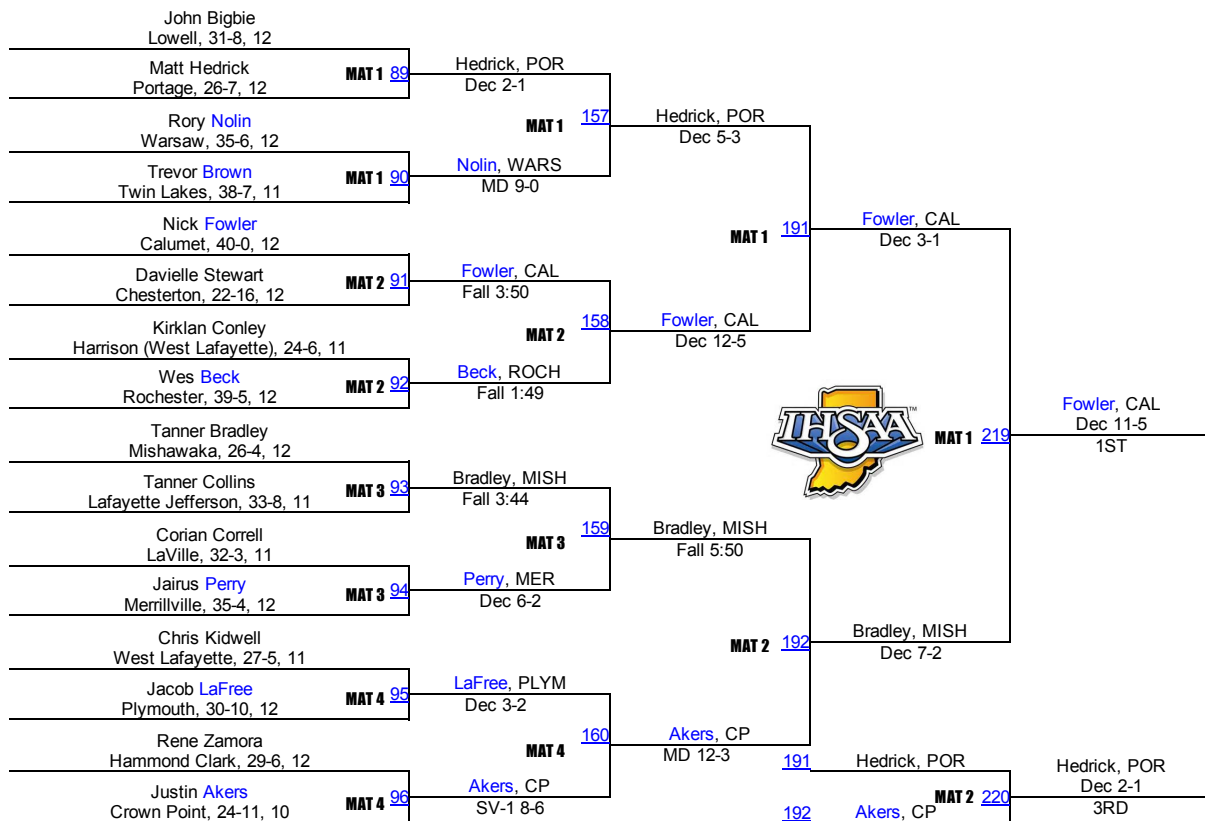 John Bigbie
Lowell, 31-8, 12
Matt Hedrick
Portage, 26-7, 12
MAT 1 89
Rory Nolin
Warsaw, 35-6, 12
Trevor Brown
Twin Lakes, 38-7, 11
MAT 1 90
Nick Fowler
Calumet, 40-0, 12
Davielle Stewart
Chesterton, 22-16, 12
MAT 2 91
Kirklan Conley
Harrison (West Lafayette), 24-6, 11
Wes Beck
Rochester, 39-5, 12
MAT 2 92
Tanner Bradley
Mishawaka, 26-4, 12
Tanner Collins
Lafayette Jefferson, 33-8, 11
MAT 3 93
Corian Correll
LaVille, 32-3, 11
Jairus Perry
Merrillville, 35-4, 12
MAT 3 94
Chris Kidwell
West Lafayette, 27-5, 11
Jacob LaFree
Plymouth, 30-10, 12
MAT 4 95
Rene Zamora
Hammond Clark, 29-6, 12
Justin Akers
Crown Point, 24-11, 10
MAT 4 96
Hedrick, POR
Dec 2-1
MAT 1 157
Nolin, WARS
MD 9-0
Fowler, CAL
Fall 3:50
MAT 2 158
Beck, ROCH
Fall 1:49
Bradley, MISH
Fall 3:44
MAT 3 159
Perry, MER
Dec 6-2
LaFree, PLYM
Dec 3-2
MAT 4 160
Akers, CP
SV-1 8-6
Hedrick, POR
Dec 5-3
MAT 1 191
Fowler, CAL
Dec 12-5
Bradley, MISH
Fall 5:50
MAT 2 192
Akers, CP
MD 12-3
Fowler, CAL
Dec 3-1
IHSAA™
MAT 1 219
Bradley, MISH
Dec 7-2
Fowler, CAL
Dec 11-5
1ST
191 Hedrick, POR
MAT 2 220
192 Akers, CP
Hedrick, POR
Dec 2-1
3RD